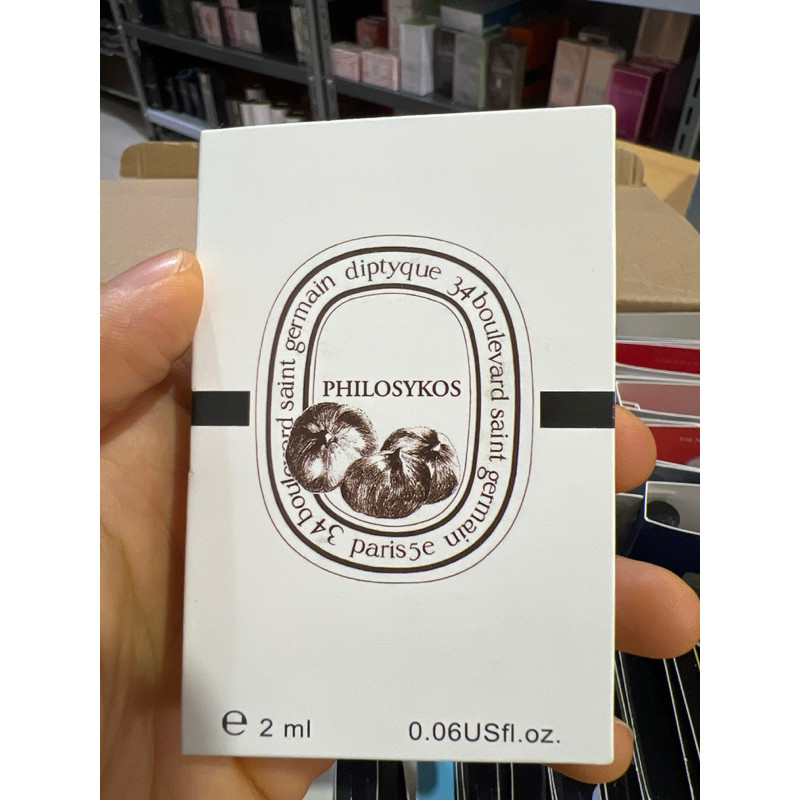 diptyque 34 boulevard saint germain paris 5e 34 boulevard saint germain
PHILOSYKOS
e 2 ml
0.06USfl.oz.